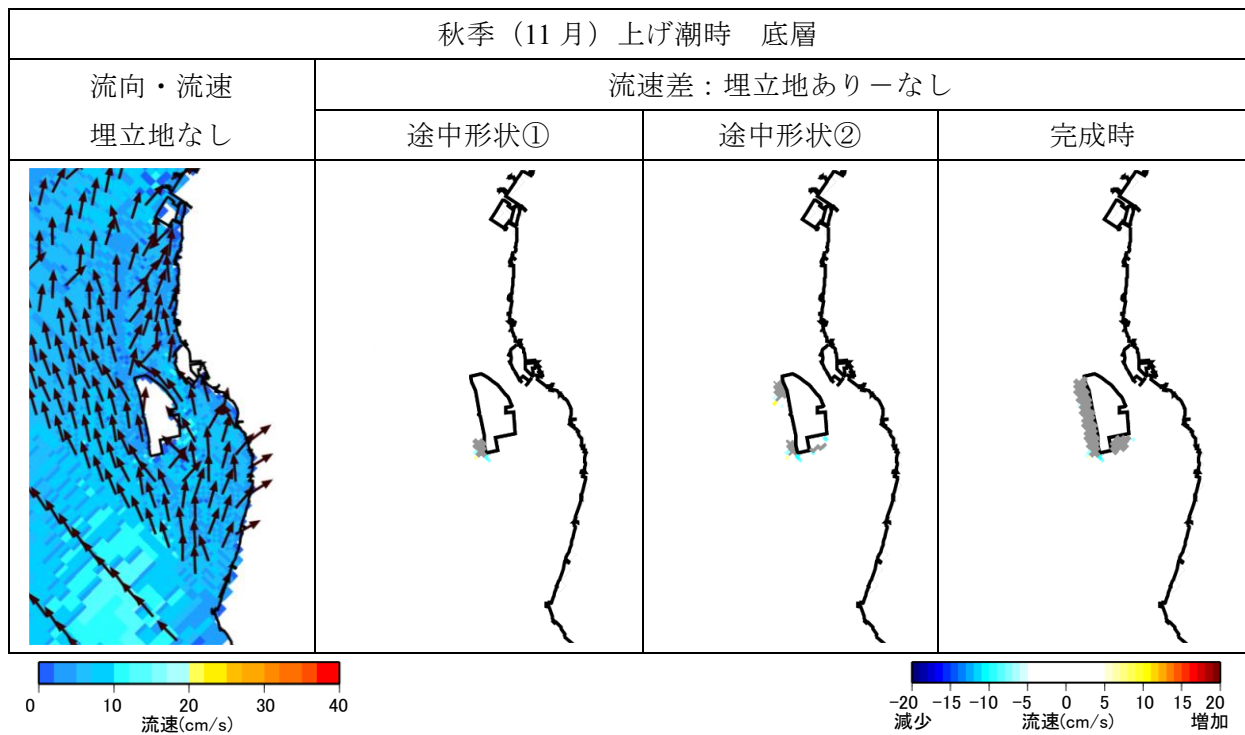 秋季（11 月）上げ潮時　底層
流向・流速
埋立地なし
流速差：埋立地あり－なし
途中形状①
途中形状②
完成時
0 10 20 30 40
流速(cm/s)
-20 -15 -10 -5 0 5 10 15 20
減少 流速(cm/s) 増加